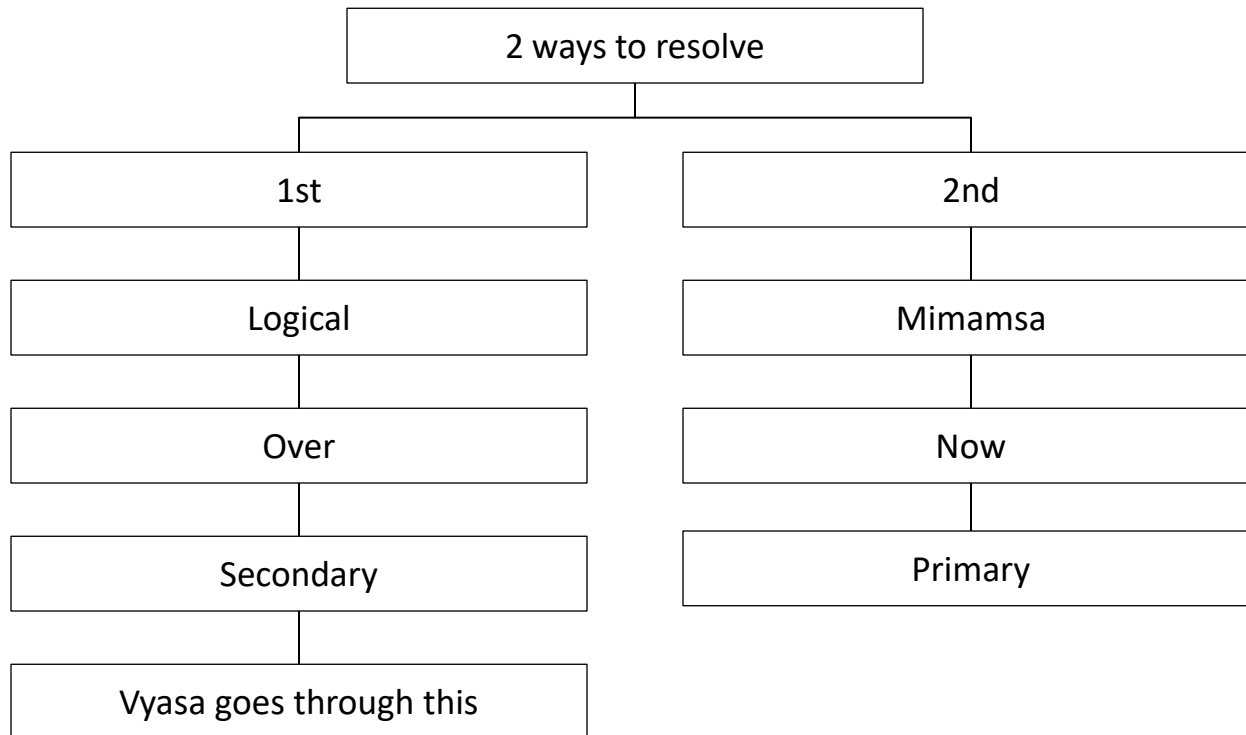 2 ways to resolve
1st
2nd
Logical
Mimamsa
Over
Now
Secondary
Primary
Vyasa goes through this